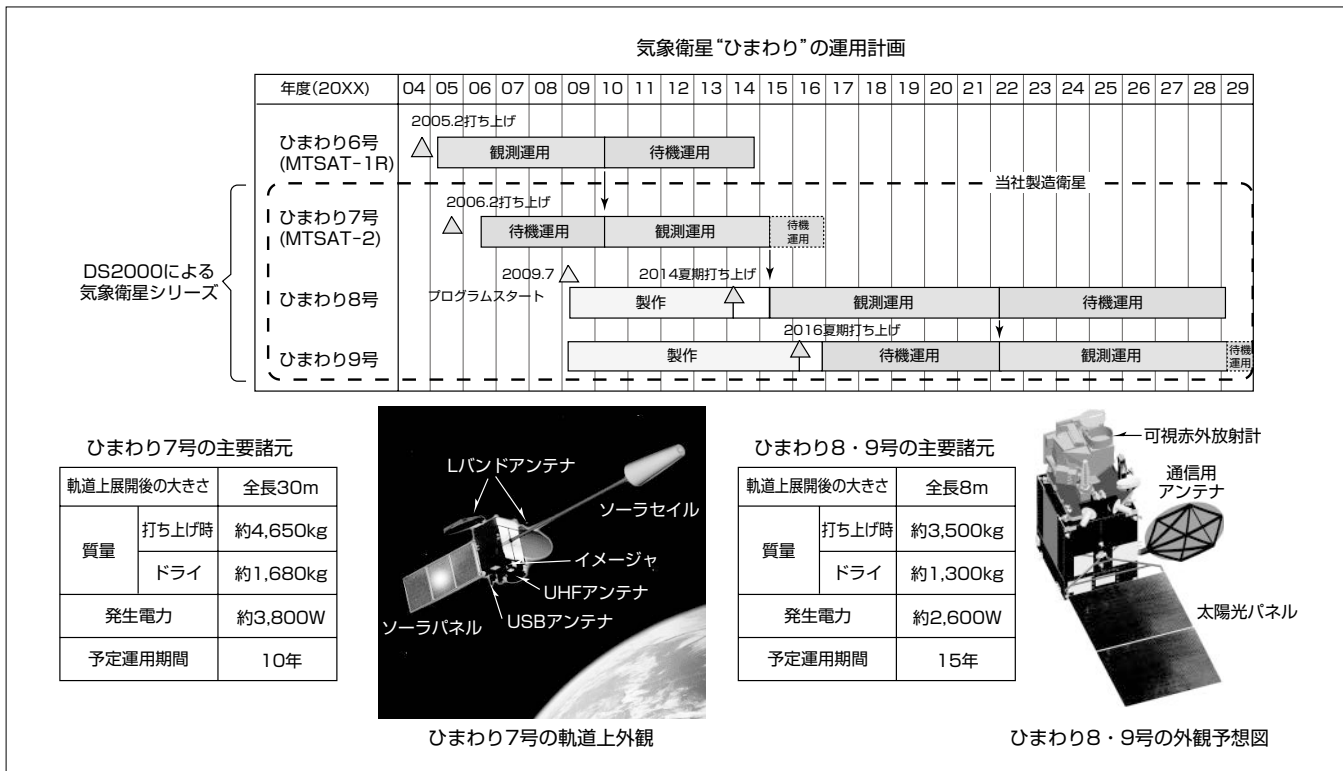 気象衛星“ひまわり”の運用計画
年度(20XX) 04 05 06 07 08 09 10 11 12 13 14 15 16 17 18 19 20 21 22 23 24 25 26 27 28 29
2005.2打ち上げ
ひまわり6号
(MTSAT-1R)
観測運用 待機運用
当社製造衛星
2006.2打ち上げ
ひまわり7号
(MTSAT-2)
待機運用 観測運用 待機
運用
DS2000による
気象衛星シリーズ
2009.7
プログラムスタート
2014夏期打ち上げ
ひまわり8号
製作 観測運用 待機運用
2016夏期打ち上げ
ひまわり9号
製作 待機運用 観測運用 待機
運用
ひまわり7号の主要諸元
軌道上展開後の大きさ 全長30m
質量 打ち上げ時 約4,650kg
ドライ 約1,680kg
発生電力 約3,800W
予定運用期間 10年
Lバンドアンテナ
ソーラセイル
イメージャ
UHFアンテナ
USBアンテナ
ソーラパネル
ひまわり7号の軌道上外観
ひまわり8・9号の主要諸元
軌道上展開後の大きさ 全長8m
質量 打ち上げ時 約3,500kg
ドライ 約1,300kg
発生電力 約2,600W
予定運用期間 15年
可視赤外放射計
通信用
アンテナ
太陽光パネル
ひまわり8・9号の外観予想図